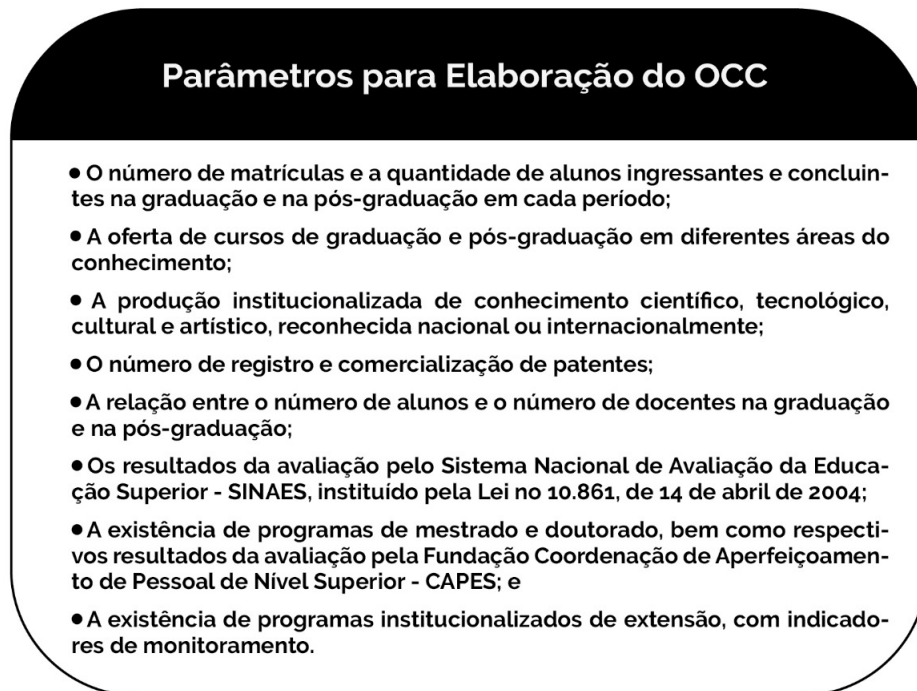 Parâmetros para Elaboração do OCC
• O número de matrículas e a quantidade de alunos ingressantes e concluin-
tes na graduação e na pós-graduação em cada período;
• A oferta de cursos de graduação e pós-graduação em diferentes áreas do
conhecimento;
• A produção institucionalizada de conhecimento científico, tecnológico,
cultural e artístico, reconhecida nacional ou internacionalmente;
• O número de registro e comercialização de patentes;
• A relação entre o número de alunos e o número de docentes na graduação
e na pós-graduação;
• Os resultados da avaliação pelo Sistema Nacional de Avaliação da Educa-
ção Superior - SINAES, instituído pela Lei no 10.861, de 14 de abril de 2004;
• A existência de programas de mestrado e doutorado, bem como respecti-
vos resultados da avaliação pela Fundação Coordenação de Aperfeiçoamen-
to de Pessoal de Nível Superior - CAPES; e
• A existência de programas institucionalizados de extensão, com indicado-
res de monitoramento.